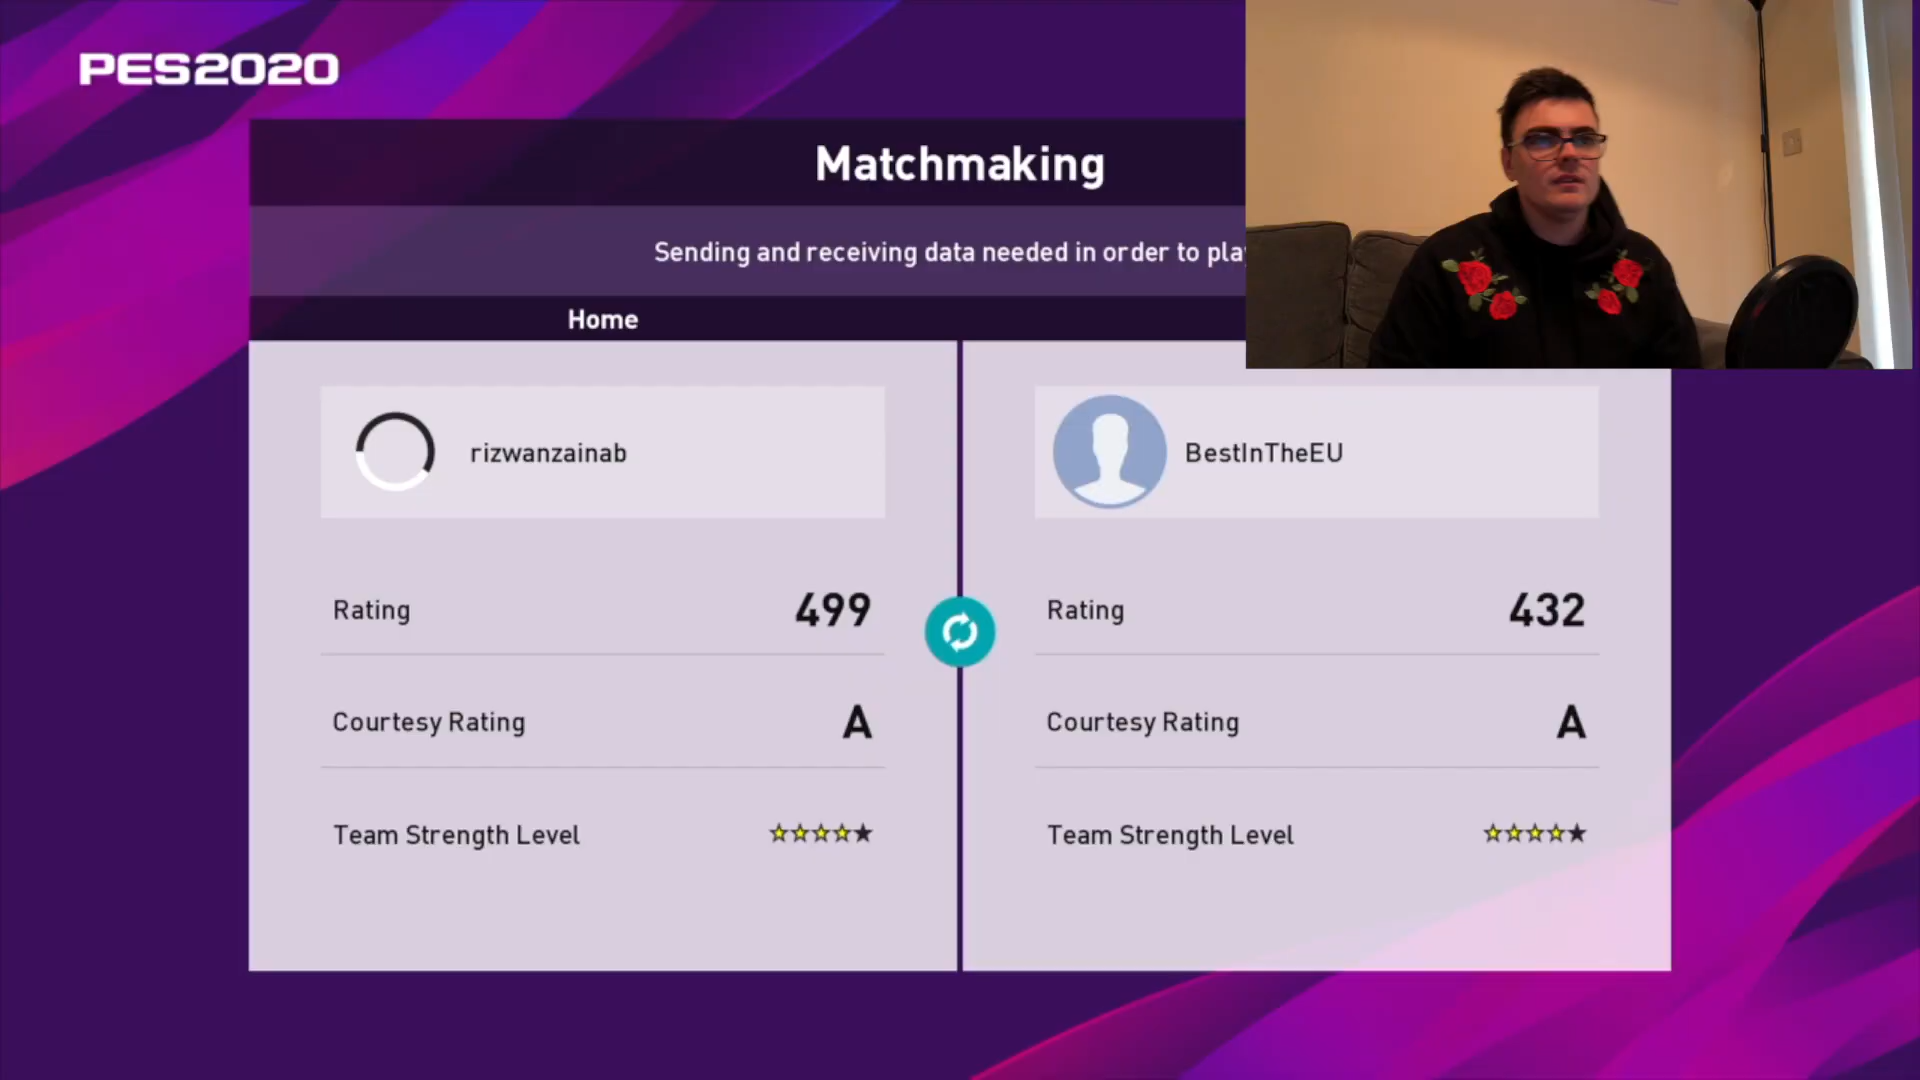 PES2020
Matchmaking
Sending and receiving data needed in order to play
Home
rizwanzainab
BestInTheEU
Rating 499
Rating 432
Courtesy Rating A
Courtesy Rating A
Team Strength Level
Team Strength Level